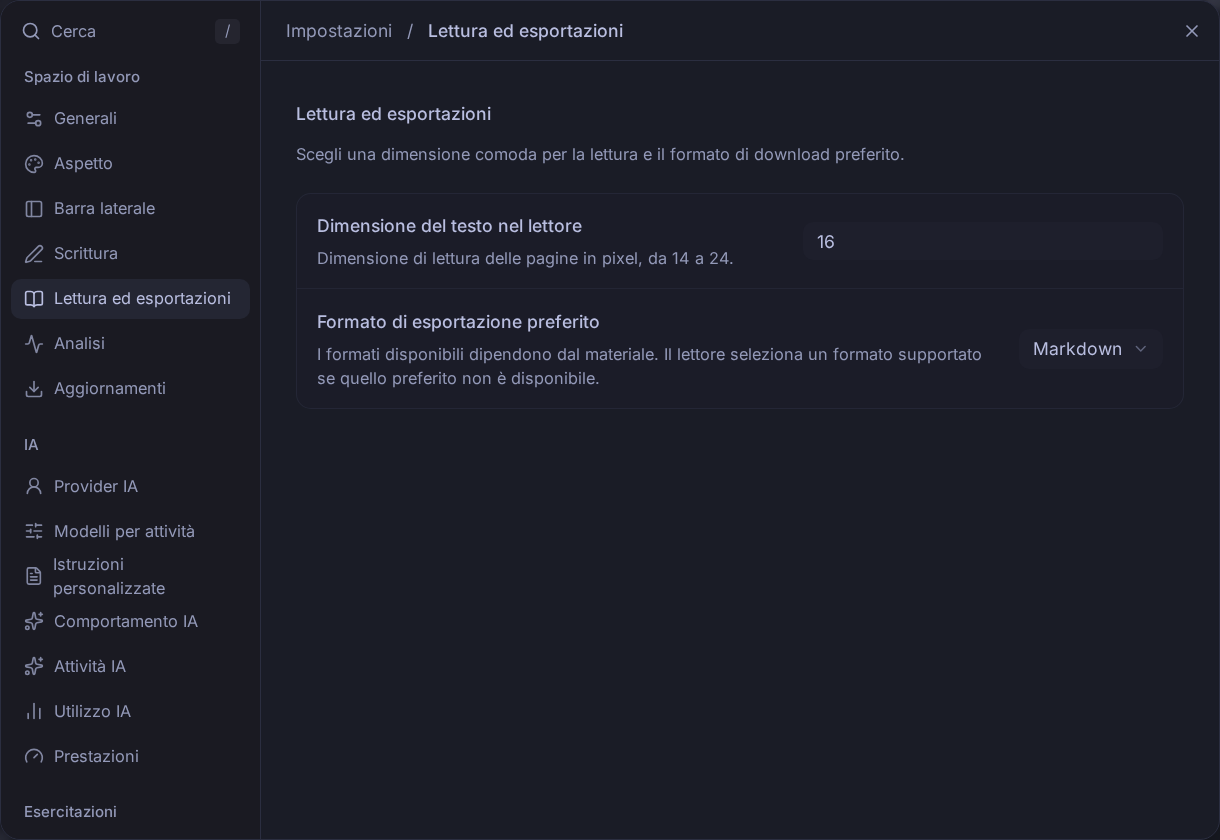 Cerca
/
Spazio di lavoro
Generali
Aspetto
Barra laterale
Scrittura
Lettura ed esportazioni
Analisi
Aggiornamenti
IA
Provider IA
Modelli per attività
Istruzioni
personalizzate
Comportamento IA
Attività IA
Utilizzo IA
Prestazioni
Esercitazioni
Impostazioni / Lettura ed esportazioni
Lettura ed esportazioni
Scegli una dimensione comoda per la lettura e il formato di download preferito.
Dimensione del testo nel lettore
Dimensione di lettura delle pagine in pixel, da 14 a 24.
16
Formato di esportazione preferito
I formati disponibili dipendono dal materiale. Il lettore seleziona un formato supportato
se quello preferito non è disponibile.
Markdown